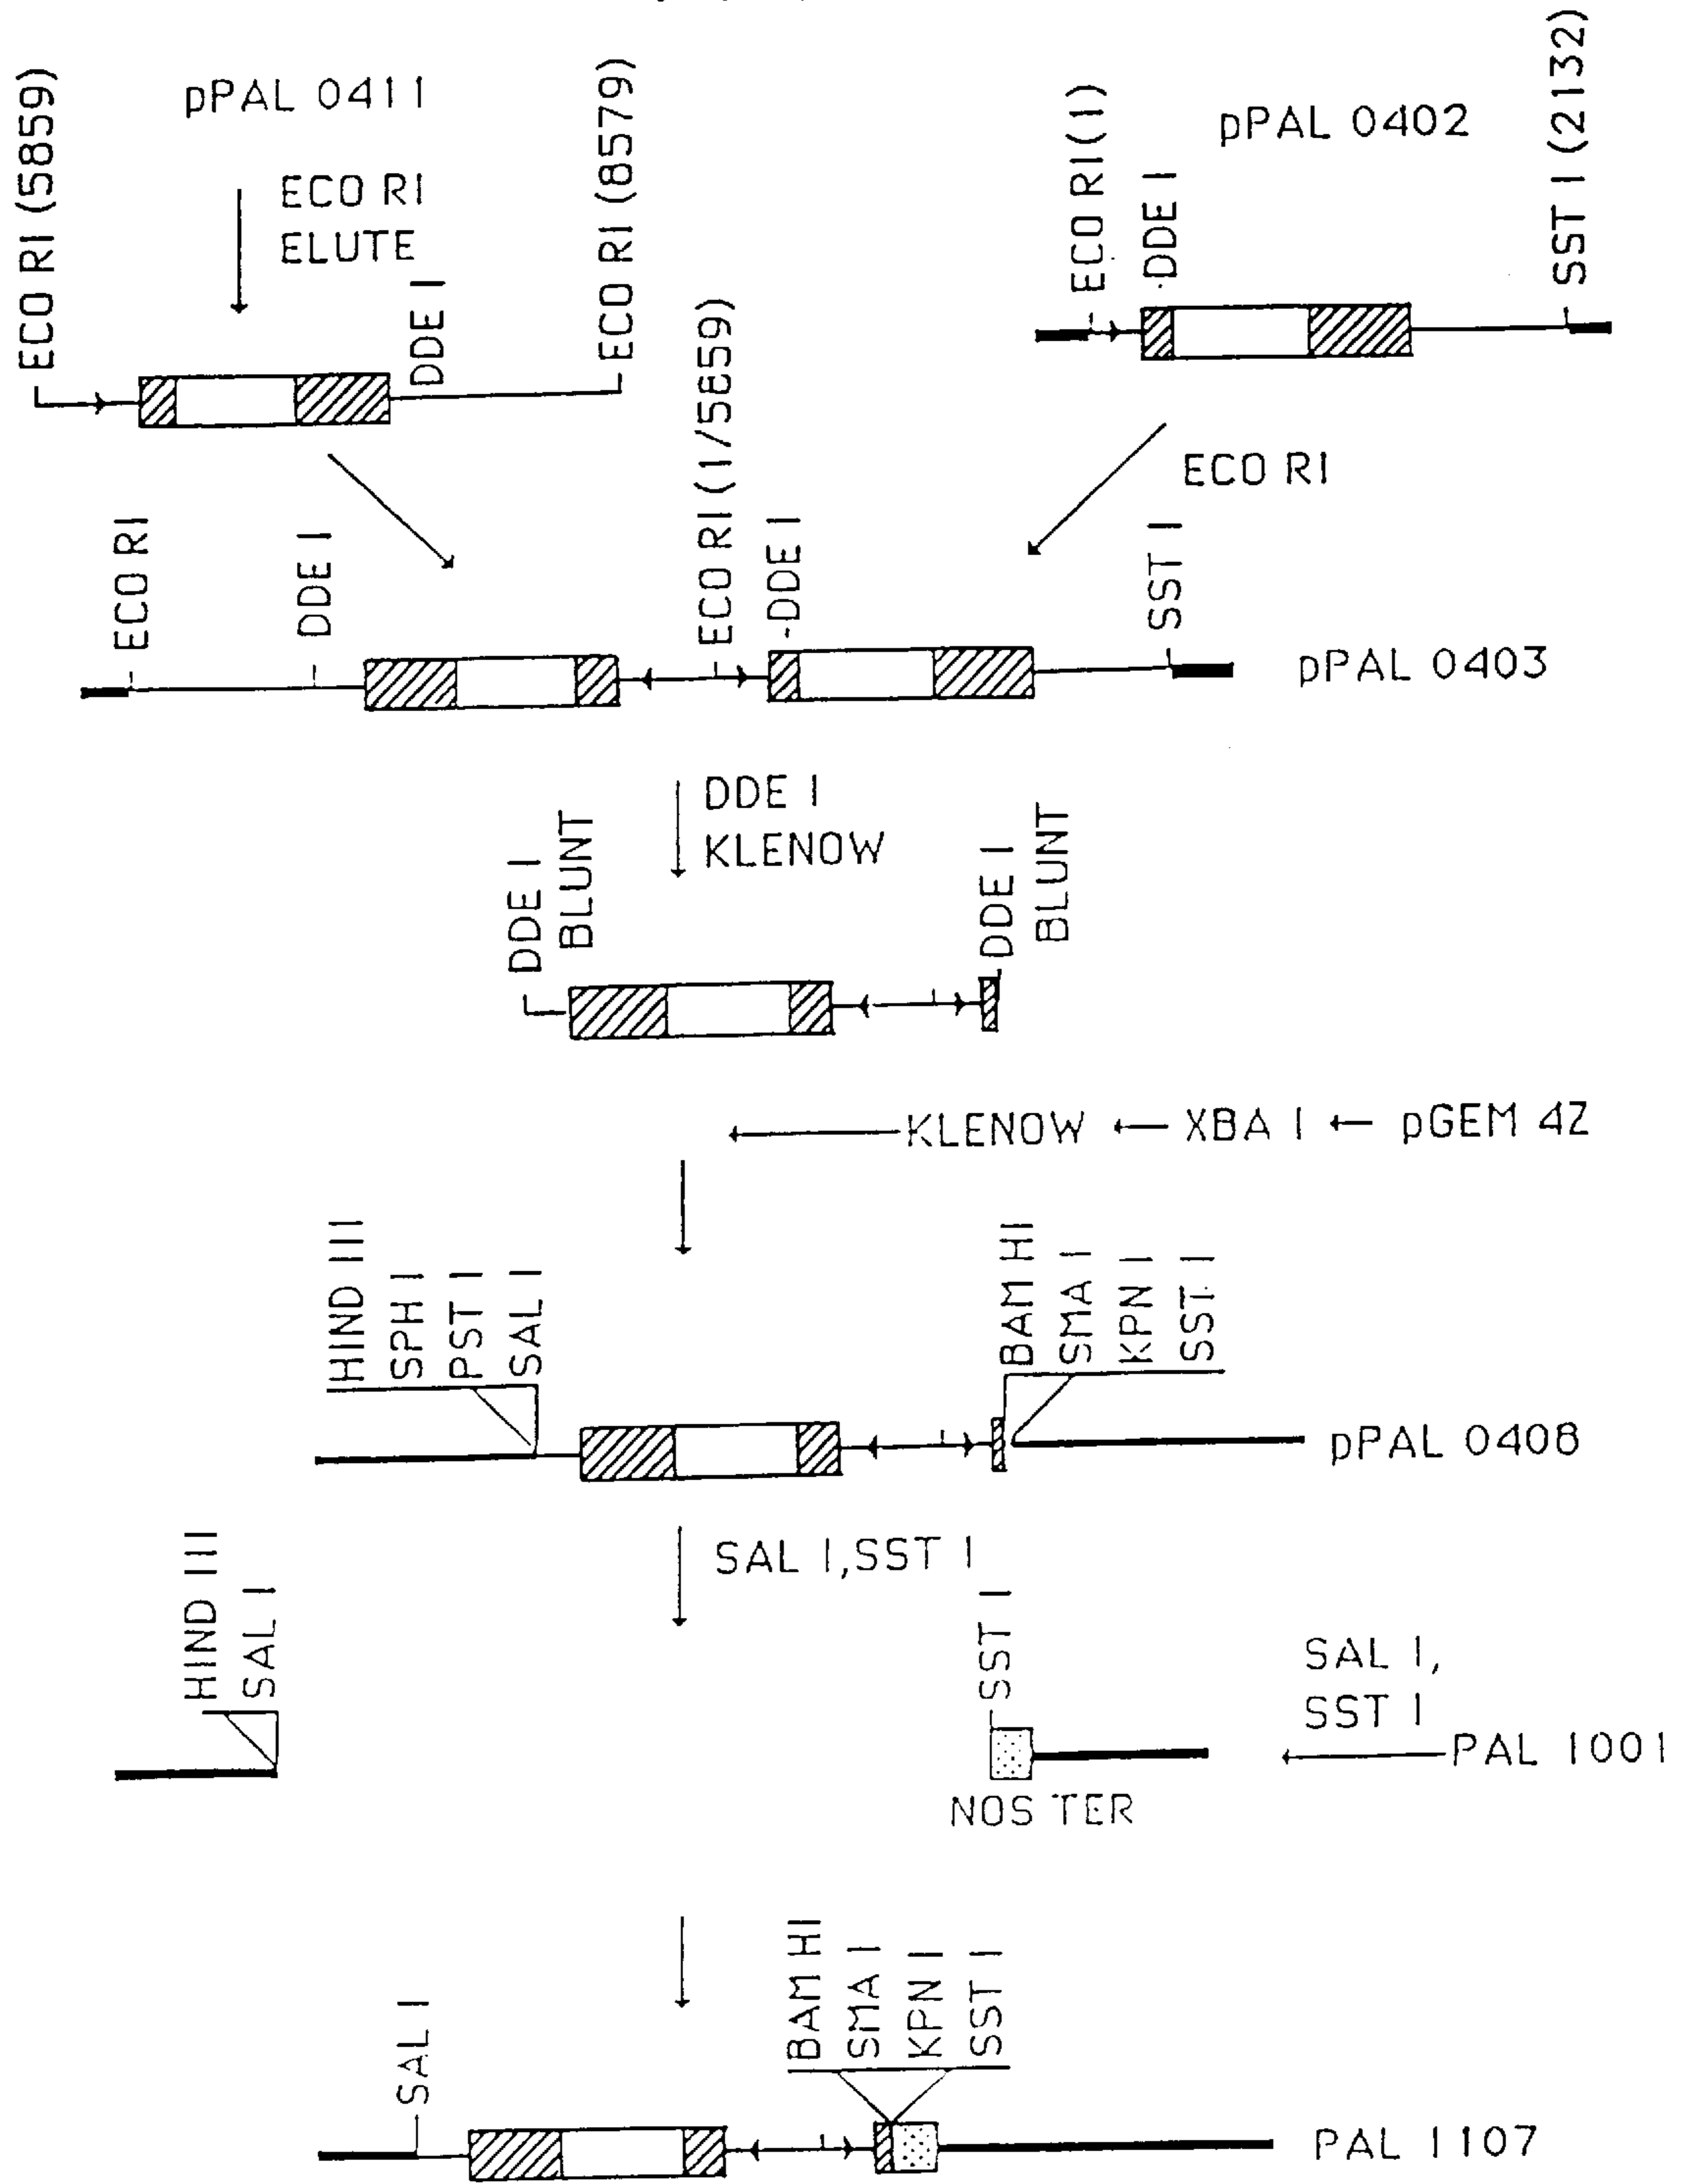 pPAL 0411
ECO RI (5859)
ECO RI
ELUTE
DDE I
ECO RI (8579)
pPAL 0402
ECO RI (1)
DDE I
SST I (2132)
ECO RI
ECO RI
DDE I
ECO RI (1/5859)
DDE I
SST I
pPAL 0403
DDE I
KLENOW
DDE I
BLUNT
DDE I
BLUNT
KLENOW
XBA I
pGEM 4Z
HIND III
SPH I
PST I
SAL I
BAM HI
SMA I
KPN I
SST I
pPAL 0408
SAL I, SST I
HIND III
SAL I
SST I
NOS TER
SAL I,
SST I
PAL 1001
SAL I
BAM HI
SMA I
KPN I
SST I
PAL 1107